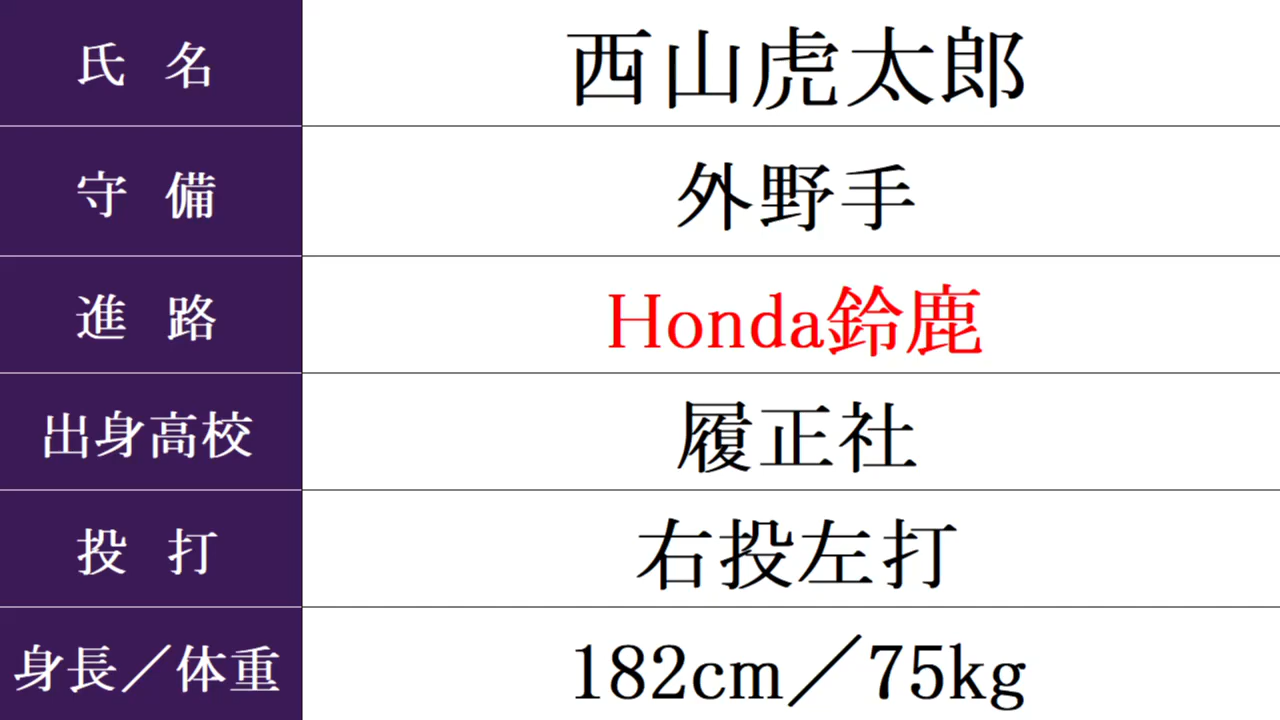 氏 名 西山虎太郎
守 備 外野手
進 路 Honda鈴鹿
出身高校 履正社
投 打 右投左打
身長／体重 182cm／75kg